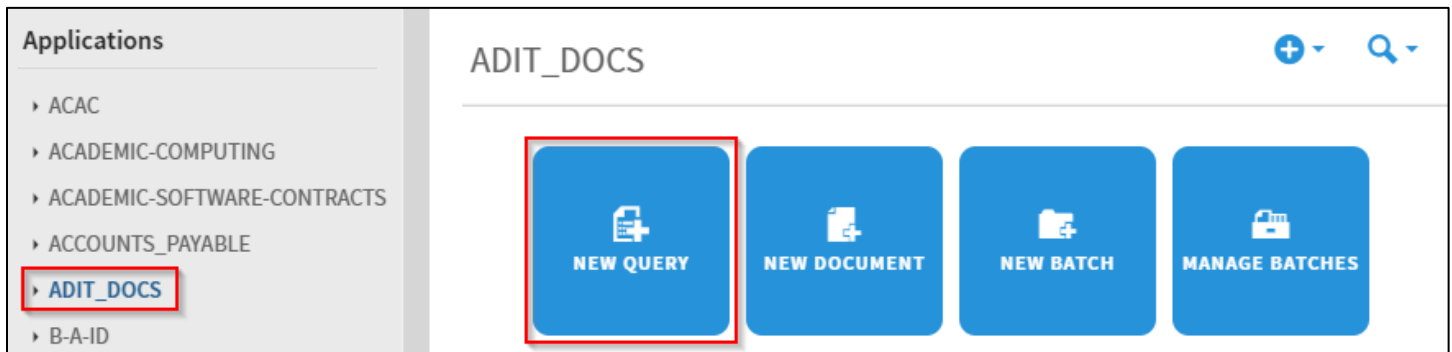 Applications
ACAC
ACADEMIC-COMPUTING
ACADEMIC-SOFTWARE-CONTRACTS
ACCOUNTS_PAYABLE
ADIT_DOCS
B-A-ID
ADIT_DOCS
NEW QUERY
NEW DOCUMENT
NEW BATCH
MANAGE BATCHES